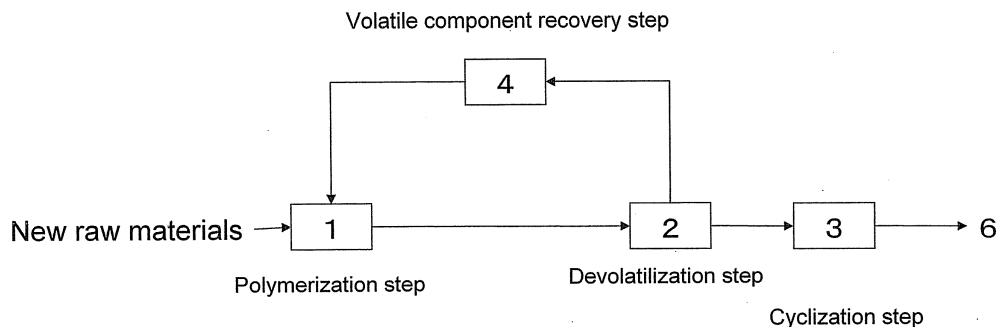 Volatile component recovery step
4
New raw materials
1
2
3
6
Polymerization step
Devolatilization step
Cyclization step